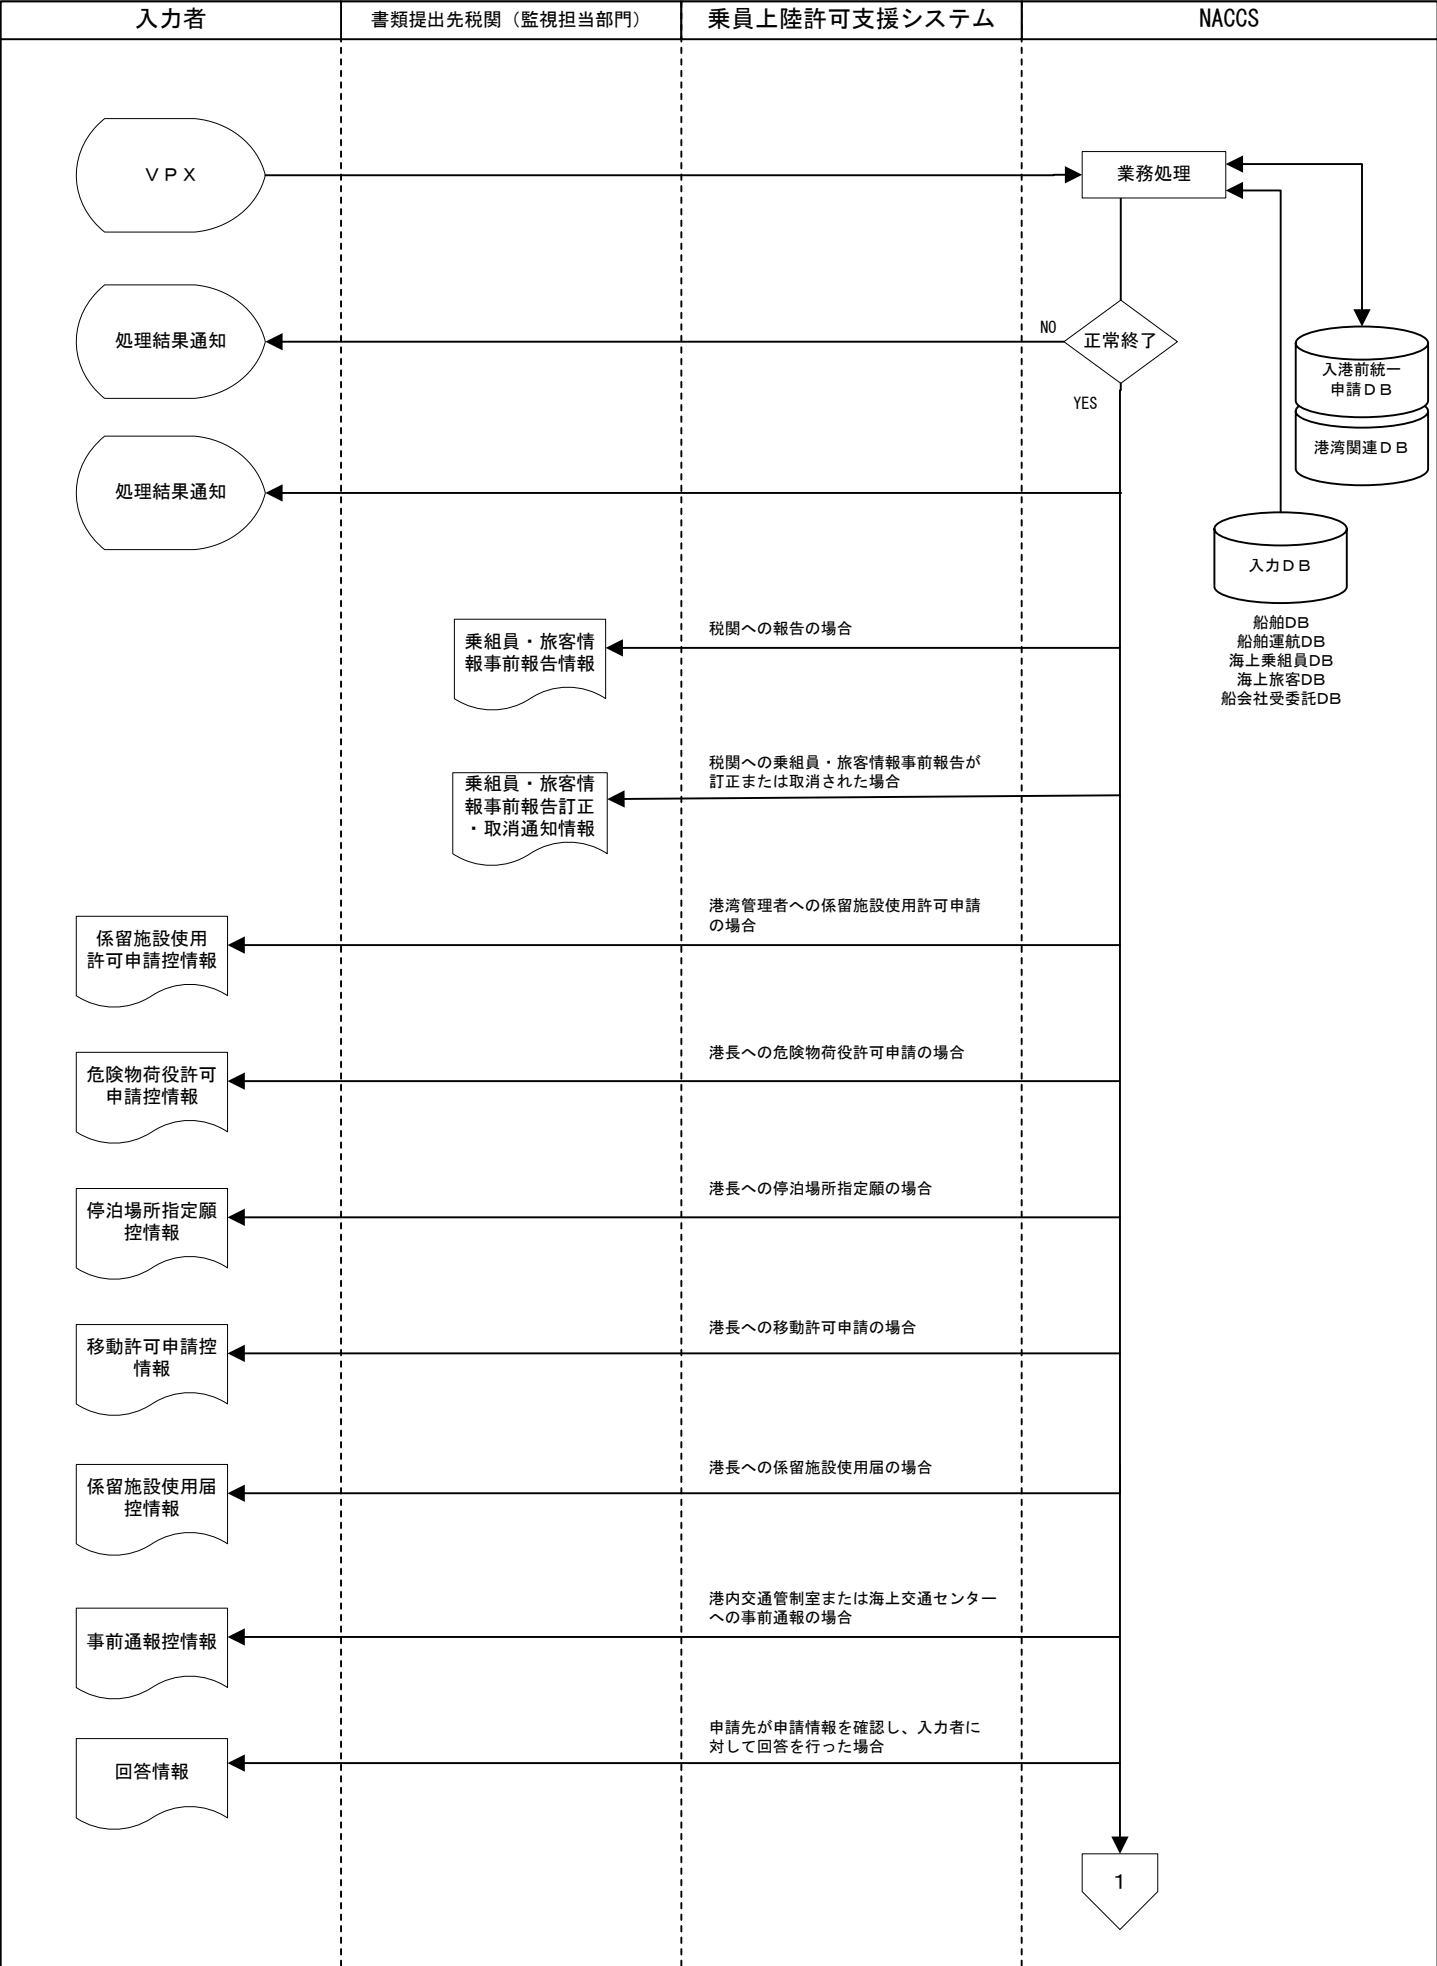 入力者
書類提出先税関（監視担当部門）
乗員上陸許可支援システム
NACCS
ＶＰＸ
業務処理
処理結果通知
NO
正常終了
YES
入港前統一
申請ＤＢ
港湾関連ＤＢ
処理結果通知
入力ＤＢ
船舶DB
船舶運航DB
海上乗組員DB
海上旅客DB
船会社受委託DB
税関への報告の場合
乗組員・旅客情
報事前報告情報
税関への乗組員・旅客情報事前報告が
訂正または取消された場合
乗組員・旅客情
報事前報告訂正
・取消通知情報
港湾管理者への係留施設使用許可申請
の場合
係留施設使用
許可申請控情報
港長への危険物荷役許可申請の場合
危険物荷役許可
申請控情報
港長への停泊場所指定願の場合
停泊場所指定願
控情報
港長への移動許可申請の場合
移動許可申請控
情報
港長への係留施設使用届の場合
係留施設使用届
控情報
港内交通管制室または海上交通センター
への事前通報の場合
事前通報控情報
申請先が申請情報を確認し、入力者に
対して回答を行った場合
回答情報
1